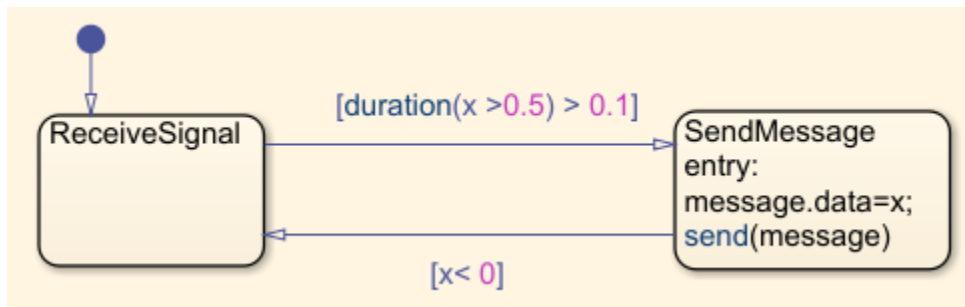 [duration(x >0.5) > 0.1]
ReceiveSignal
SendMessage
entry:
message.data=x;
send(message)
[x< 0]